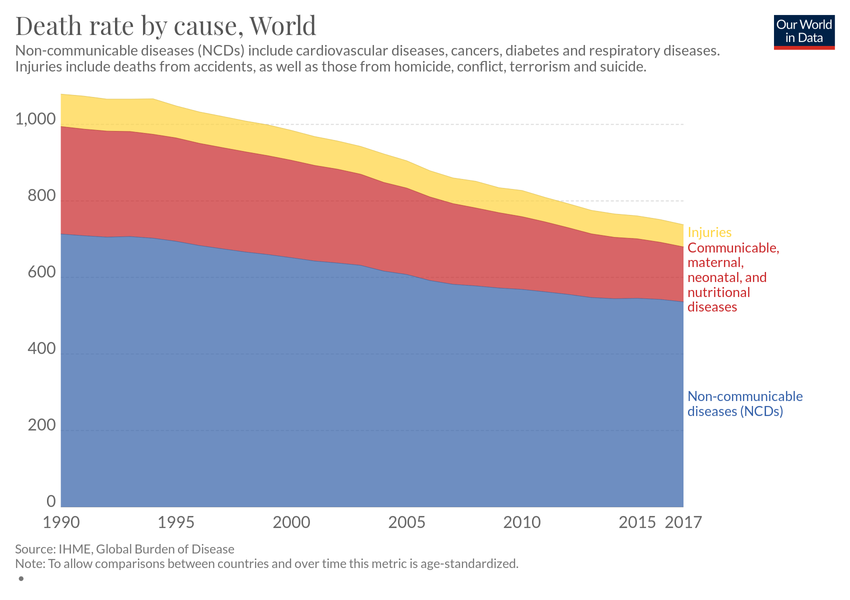 Death rate by cause, World
Our World
in Data
Non-communicable diseases (NCDs) include cardiovascular diseases, cancers, diabetes and respiratory diseases.
Injuries include deaths from accidents, as well as those from homicide, conflict, terrorism and suicide.
1,000
800
600
400
200
0
Injuries
Communicable,
maternal,
neonatal, and
nutritional
diseases
Non-communicable
diseases (NCDs)
1990 1995 2000 2005 2010 2015 2017
Source: IHME, Global Burden of Disease
Note: To allow comparisons between countries and over time this metric is age-standardized.
•